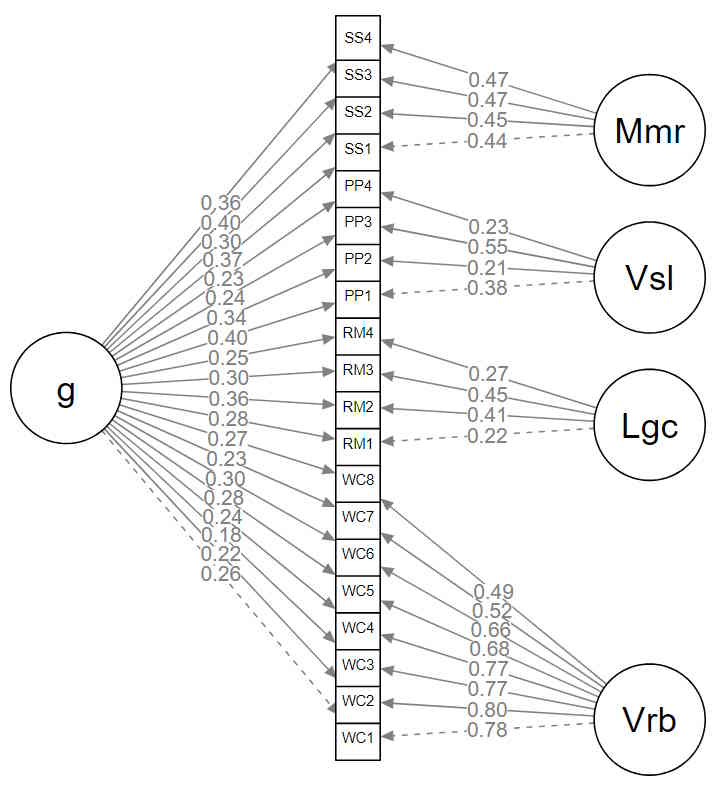 SS4
SS3
SS2
SS1
PP4
PP3
PP2
PP1
RM4
RM3
RM2
RM1
WC8
WC7
WC6
WC5
WC4
WC3
WC2
WC1
g
0.36
0.40
0.30
0.37
0.23
0.24
0.34
0.40
0.25
0.30
0.36
0.28
0.27
0.23
0.30
0.28
0.24
0.18
0.22
0.26
0.47
0.47
0.45
0.44
Mmr
0.23
0.55
0.21
0.38
Vsl
0.27
0.45
0.41
0.22
Lgc
0.49
0.52
0.66
0.68
0.77
0.77
0.80
0.78
Vrb